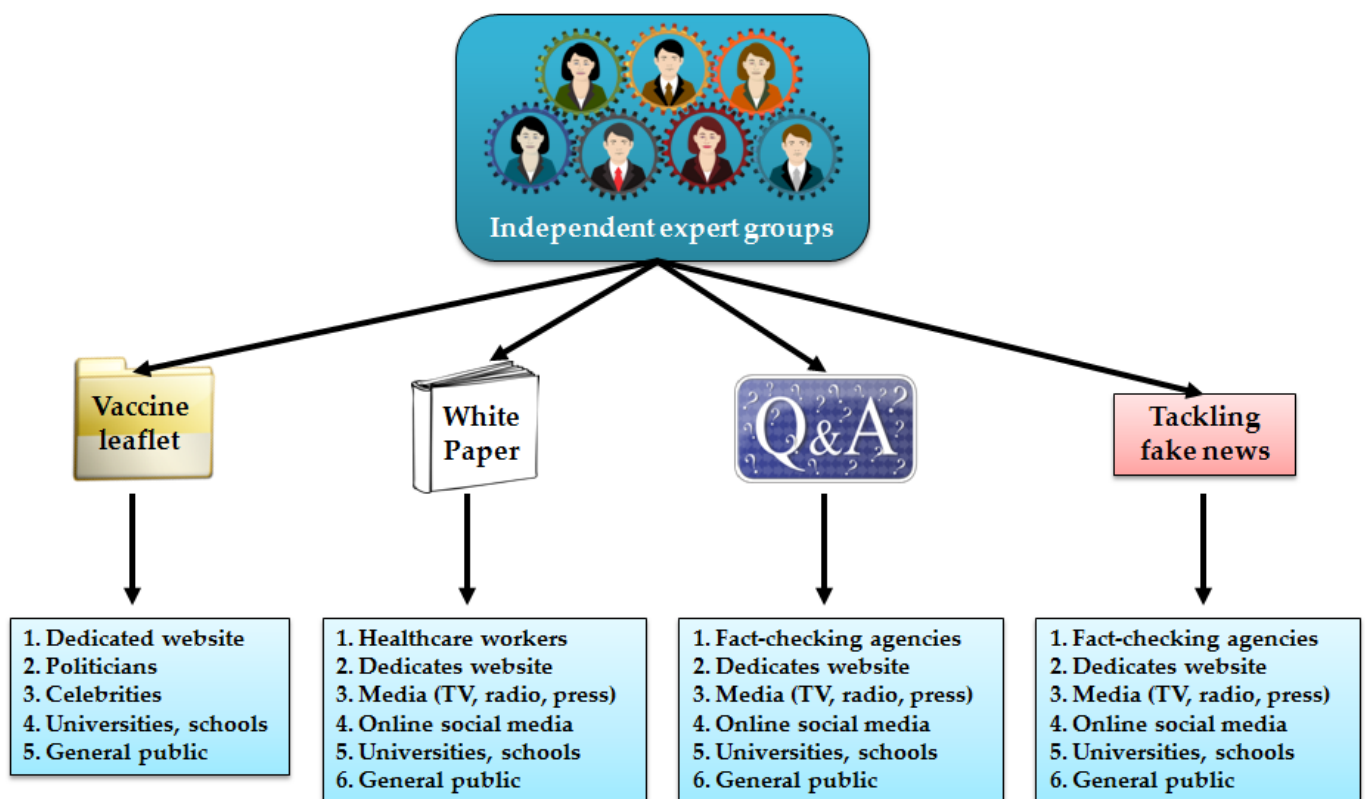 Independent expert groups
Vaccine
leaflet
White
Paper
Q&A
Tackling
fake news
1. Dedicated website
2. Politicians
3. Celebrities
4. Universities, schools
5. General public
1. Healthcare workers
2. Dedicates website
3. Media (TV, radio, press)
4. Online social media
5. Universities, schools
6. General public
1. Fact-checking agencies
2. Dedicates website
3. Media (TV, radio, press)
4. Online social media
5. Universities, schools
6. General public
1. Fact-checking agencies
2. Dedicates website
3. Media (TV, radio, press)
4. Online social media
5. Universities, schools
6. General public